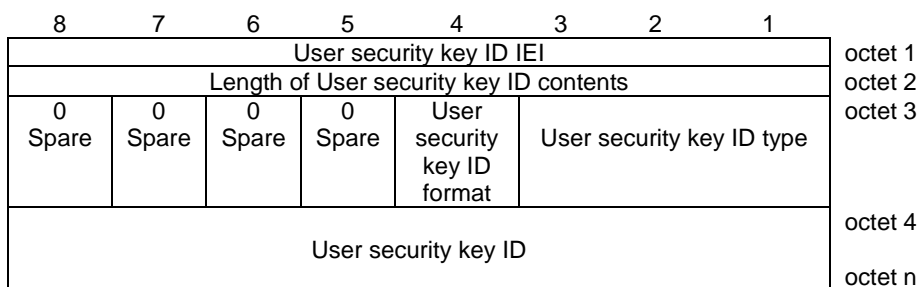 8 7 6 5 4 3 2 1
User security key ID IEI octet 1
Length of User security key ID contents octet 2
0 0 0 0 User octet 3
Spare Spare Spare Spare security User security key ID type
key ID
format
octet 4
User security key ID
octet n